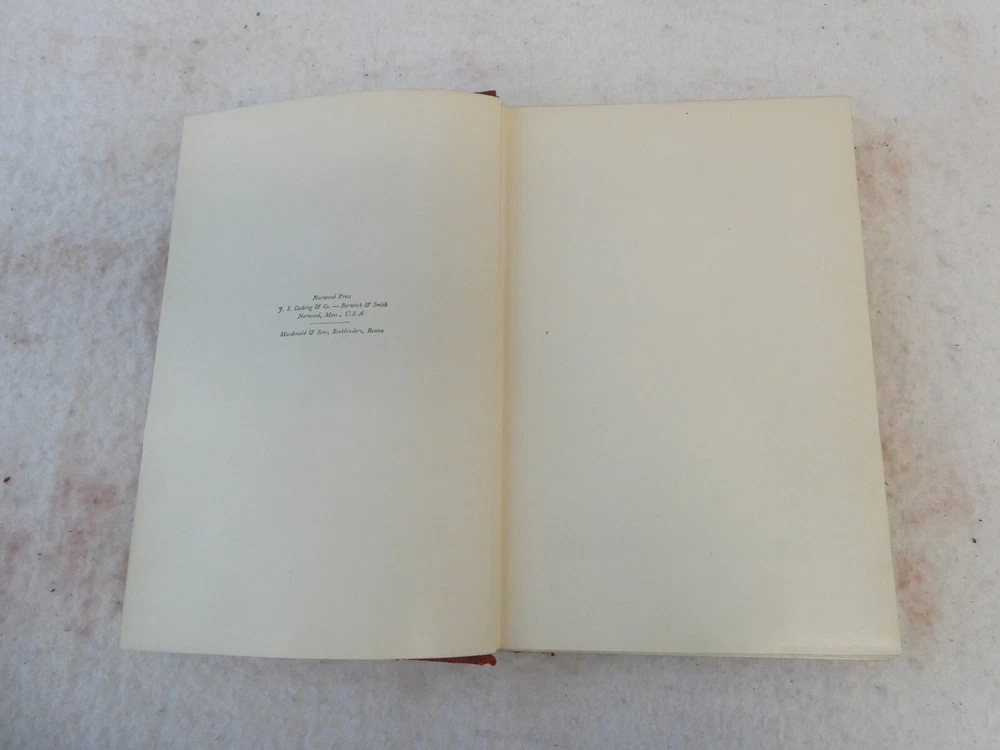 Norwood Press
J. S. Cushing & Co. — Berwick & Smith
Norwood, Mass., U.S.A.
Macdonald & Sons, Bookbinders, Boston